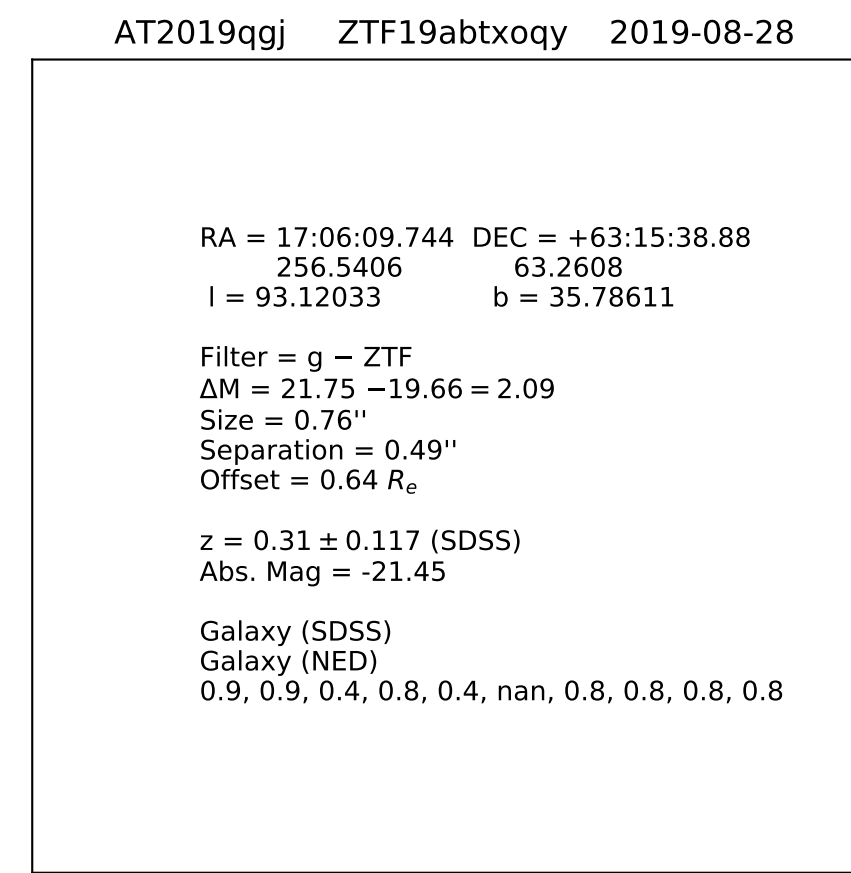 AT2019qgj ZTF19abtxoqy 2019-08-28
RA = 17:06:09.744 DEC = +63:15:38.88
256.5406 63.2608
l = 93.12033 b = 35.78611
Filter = g − ZTF
ΔM = 21.75 −19.66 = 2.09
Size = 0.76''
Separation = 0.49''
Offset = 0.64 Re
z = 0.31 ± 0.117 (SDSS)
Abs. Mag = -21.45
Galaxy (SDSS)
Galaxy (NED)
0.9, 0.9, 0.4, 0.8, 0.4, nan, 0.8, 0.8, 0.8, 0.8